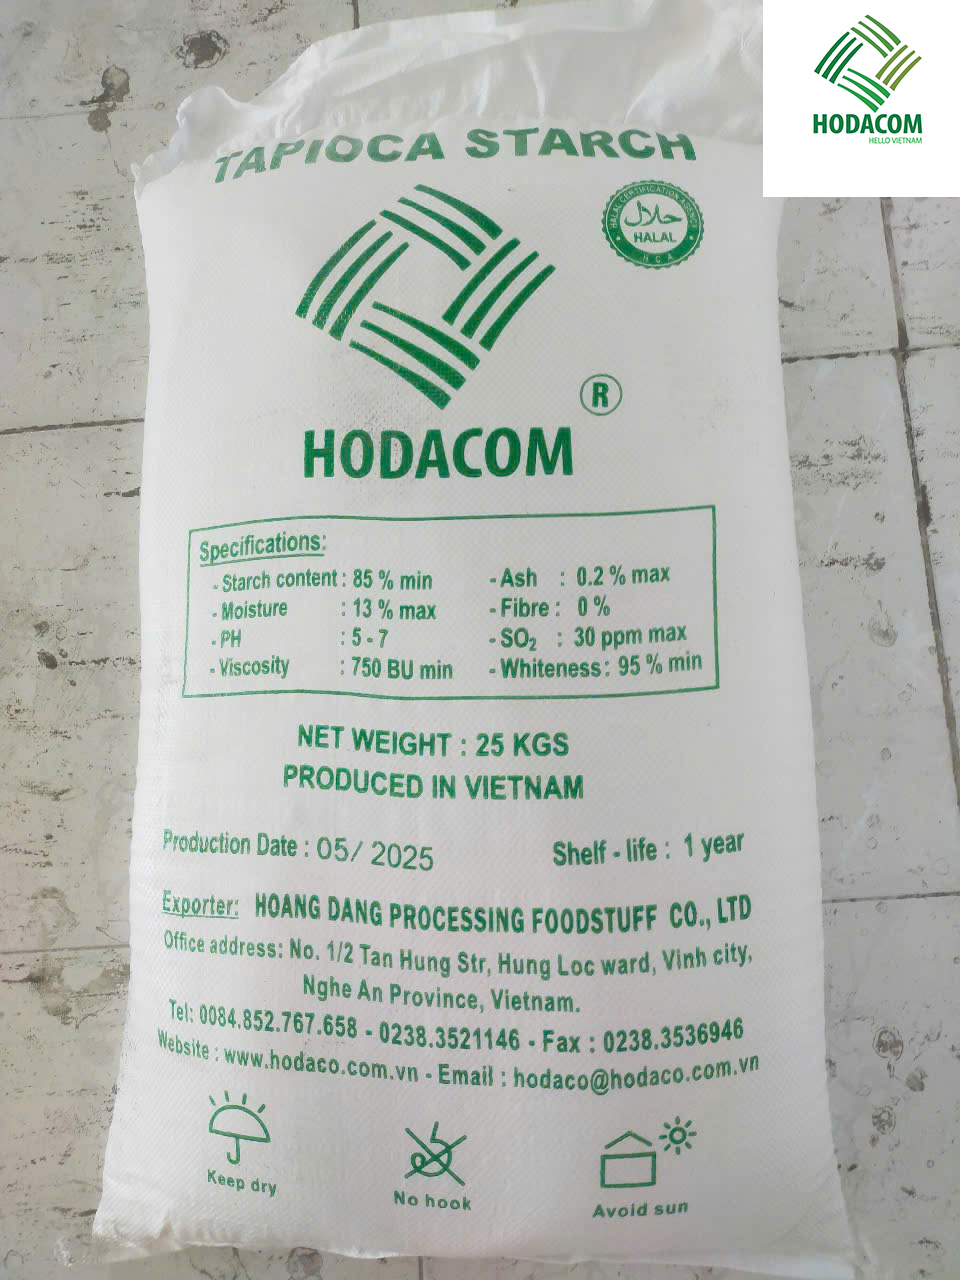 HODACOM
HELLO VIETNAM
TAPIOCA STARCH
HALAL CERTIFICATION AGENCY
حلال
HALAL
HCA
®
HODACOM
Specifications:
- Starch content : 85 % min - Ash : 0.2 % max
- Moisture : 13 % max - Fibre : 0 %
- PH : 5 - 7 - SO₂ : 30 ppm max
- Viscosity : 750 BU min - Whiteness : 95 % min
NET WEIGHT : 25 KGS
PRODUCED IN VIETNAM
Production Date : 05/ 2025 Shelf - life : 1 year
Exporter: HOANG DANG PROCESSING FOODSTUFF CO., LTD
Office address: No. 1/2 Tan Hung Str, Hung Loc ward, Vinh city,
Nghe An Province, Vietnam.
Tel: 0084.852.767.658 - 0238.3521146 - Fax : 0238.3536946
Website : www.hodaco.com.vn - Email : hodaco@hodaco.com.vn
Keep dry
No hook
Avoid sun